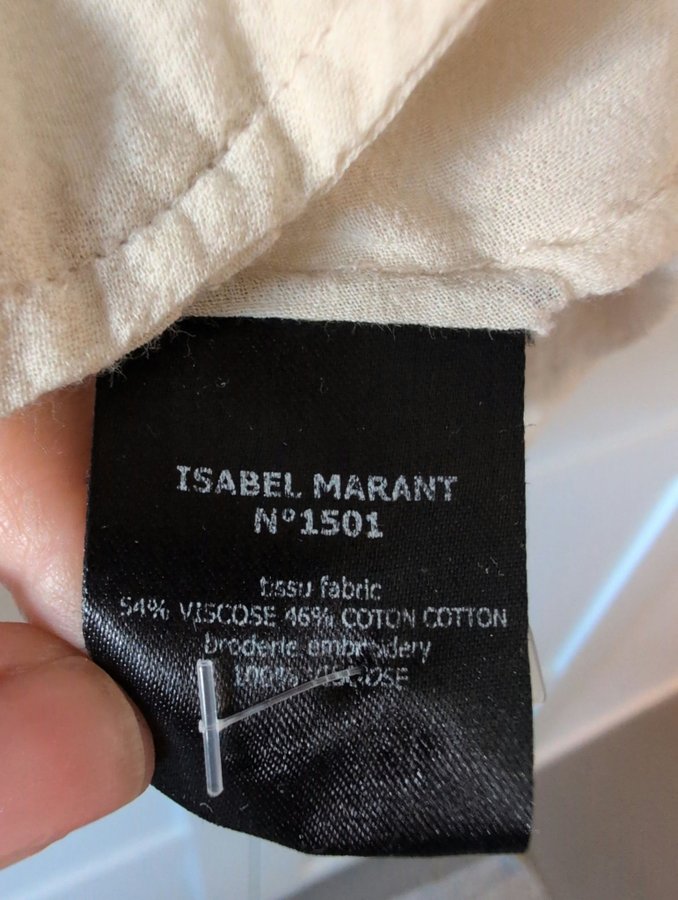 ISABEL MARANT
N°1501
tissu fabric
54% VISCOSE 46% COTON COTTON
broderie embroidery
100% VISCOSE